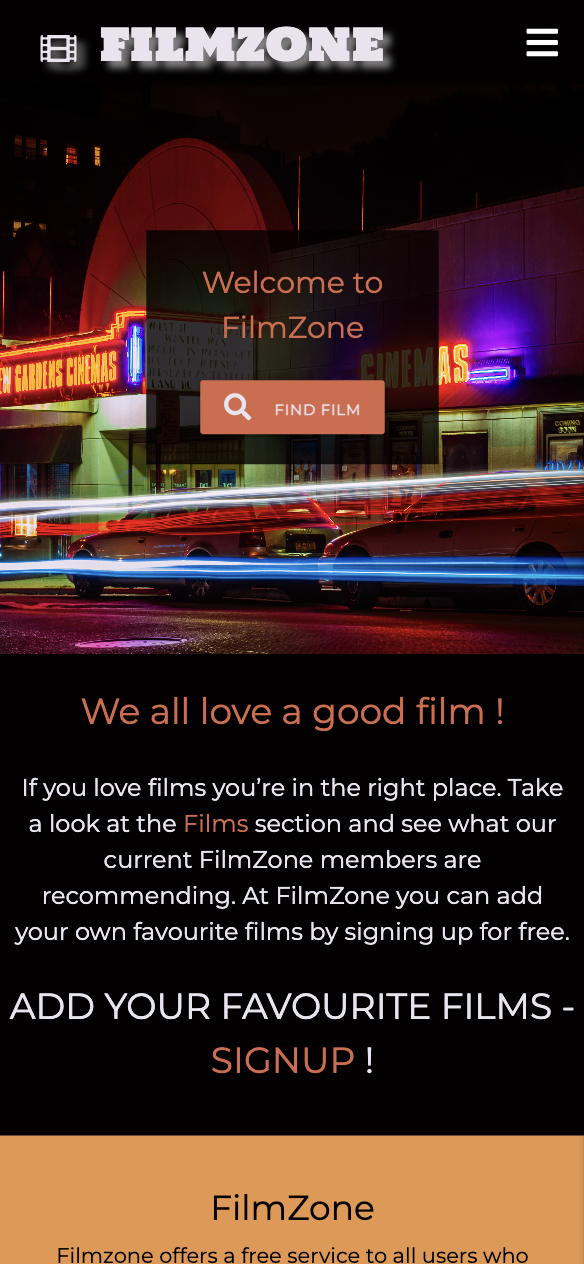 FILMZONE
Welcome to
FilmZone
EW GARDENS CINEMAS
CINEMAS
FIND FILM
COMING
SOON
We all love a good film !
If you love films you’re in the right place. Take
a look at the Films section and see what our
current FilmZone members are
recommending. At FilmZone you can add
your own favourite films by signing up for free.
ADD YOUR FAVOURITE FILMS -
SIGNUP !
FilmZone
Filmzone offers a free service to all users who